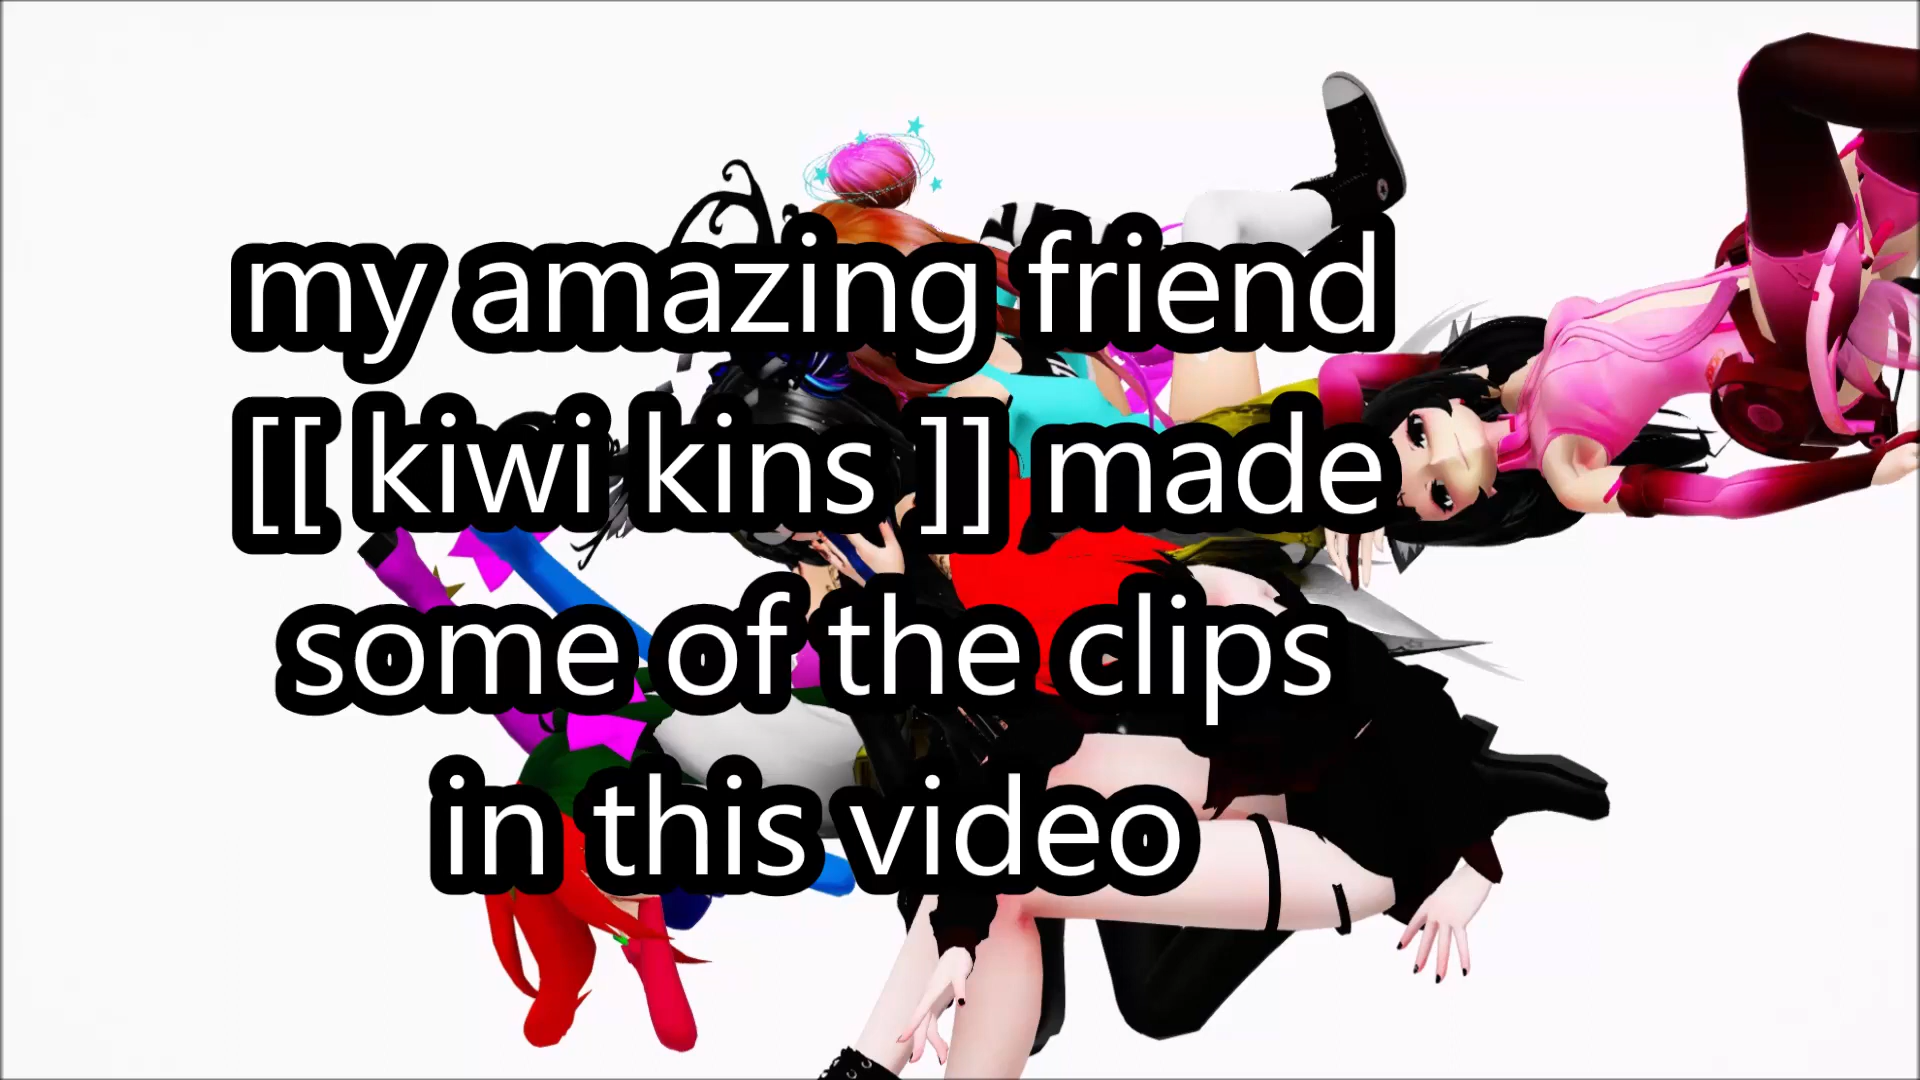 my amazing friend
[[ kiwi kins ]] made
some of the clips
in this video